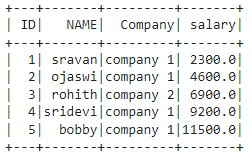 +---+-------+---------+-------+
| ID|   NAME|  Company| salary|
+---+-------+---------+-------+
|  1| sravan|company 1| 2300.0|
|  2| ojaswi|company 1| 4600.0|
|  3| rohith|company 2| 6900.0|
|  4|sridevi|company 1| 9200.0|
|  5|  bobby|company 1|11500.0|
+---+-------+---------+-------+